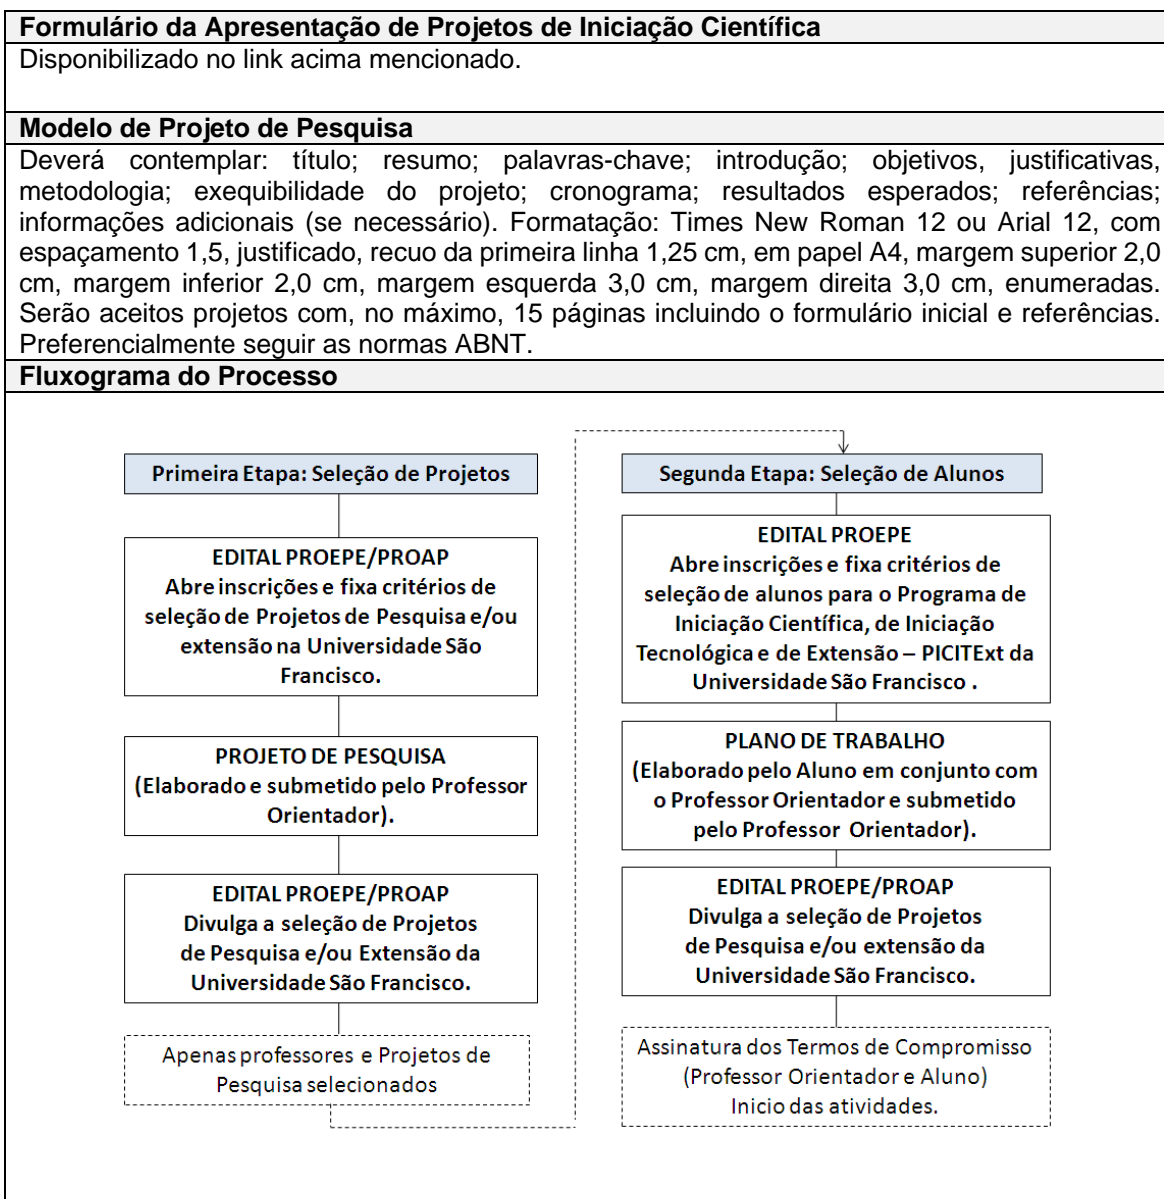 Formulário da Apresentação de Projetos de Iniciação Científica
Disponibilizado no link acima mencionado.
Modelo de Projeto de Pesquisa
Deverá contemplar: título; resumo; palavras-chave; introdução; objetivos, justificativas,
metodologia; exequibilidade do projeto; cronograma; resultados esperados; referências;
informações adicionais (se necessário). Formatação: Times New Roman 12 ou Arial 12, com
espaçamento 1,5, justificado, recuo da primeira linha 1,25 cm, em papel A4, margem superior 2,0
cm, margem inferior 2,0 cm, margem esquerda 3,0 cm, margem direita 3,0 cm, enumeradas.
Serão aceitos projetos com, no máximo, 15 páginas incluindo o formulário inicial e referências.
Preferencialmente seguir as normas ABNT.
Fluxograma do Processo
Primeira Etapa: Seleção de Projetos
EDITAL PROEPE/PROAP
Abre inscrições e fixa critérios de
seleção de Projetos de Pesquisa e/ou
extensão na Universidade São
Francisco.
PROJETO DE PESQUISA
(Elaborado e submetido pelo Professor
Orientador).
EDITAL PROEPE/PROAP
Divulga a seleção de Projetos
de Pesquisa e/ou Extensão da
Universidade São Francisco.
Apenas professores e Projetos de
Pesquisa selecionados
Segunda Etapa: Seleção de Alunos
EDITAL PROEPE
Abre inscrições e fixa critérios de
seleção de alunos para o Programa de
Iniciação Científica, de Iniciação
Tecnológica e de Extensão – PICITExt da
Universidade São Francisco .
PLANO DE TRABALHO
(Elaborado pelo Aluno em conjunto com
o Professor Orientador e submetido
pelo Professor Orientador).
EDITAL PROEPE/PROAP
Divulga a seleção de Projetos
de Pesquisa e/ou extensão da
Universidade São Francisco.
Assinatura dos Termos de Compromisso
(Professor Orientador e Aluno)
Inicio das atividades.